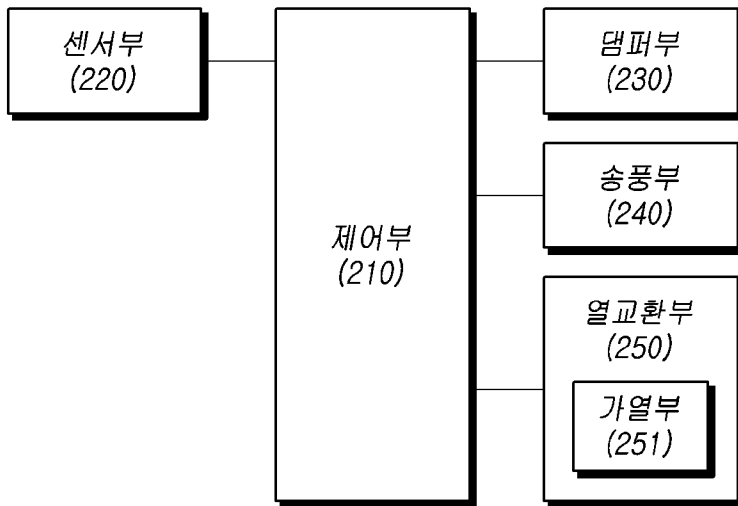 센서부
(220)
제어부
(210)
댐퍼부
(230)
송풍부
(240)
열교환부
(250)
가열부
(251)